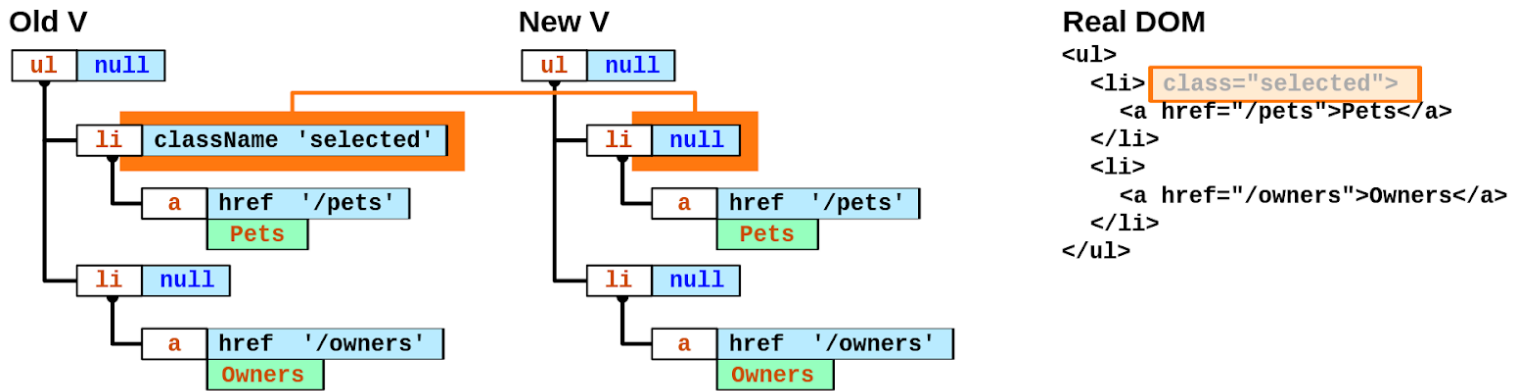 Old V
ul null
li className 'selected'
a href '/pets'
Pets
li null
a href '/owners'
Owners
New V
ul null
li null
a href '/pets'
Pets
li null
a href '/owners'
Owners
Real DOM
<ul>
<li> class="selected">
<a href="/pets">Pets</a>
</li>
<li>
<a href="/owners">Owners</a>
</li>
</ul>